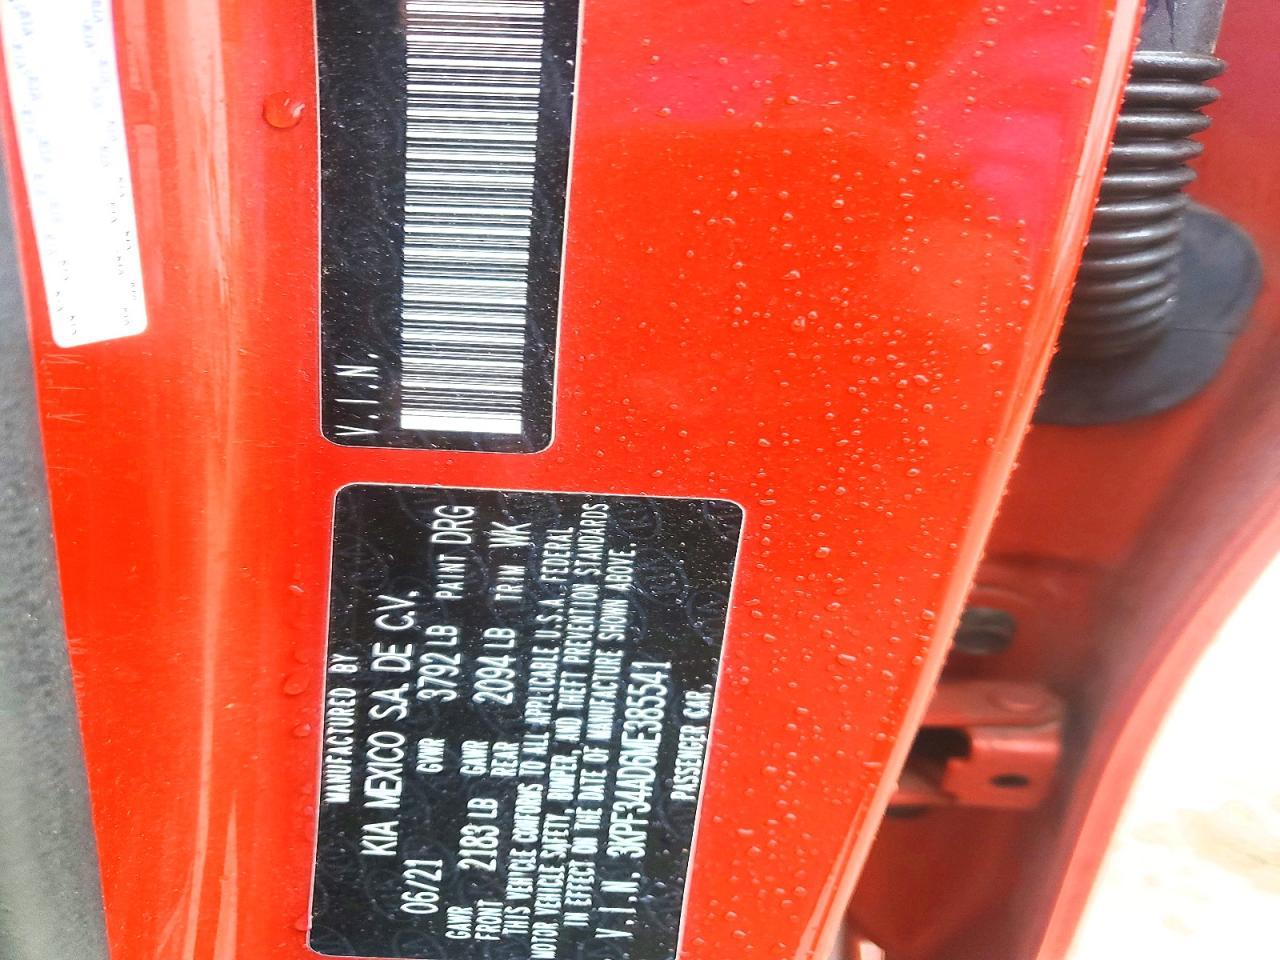 V.I.N.
MANUFACTURED BY
KIA MEXICO S.A. DE C.V.
06/21 GVWR 3792 LB PAINT DRG
GAWR FRONT 2183 LB GAWR REAR 2094 LB TRIM WK
THIS VEHICLE CONFORMS TO ALL APPLICABLE U.S.A. FEDERAL
MOTOR VEHICLE SAFETY, BUMPER, AND THEFT PREVENTION STANDARDS
IN EFFECT ON THE DATE OF MANUFACTURE SHOWN ABOVE.
V.I.N. 3KPF34AD6ME385541
PASSENGER CAR.